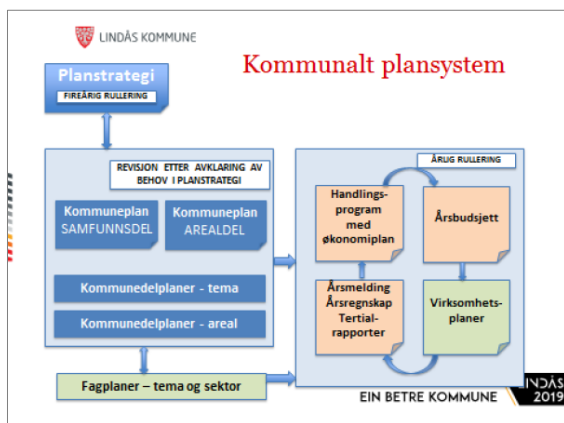 LINDÅS KOMMUNE
Kommunalt plansystem
Planstrategi
FIREÅRIG RULLERING
REVISJON ETTER AVKLARING AV
BEHOV I PLANSTRATEGI
Kommuneplan
SAMFUNNSDEL
Kommuneplan
AREALDEL
Kommunedelplaner - tema
Kommunedelplaner - areal
Fagplaner – tema og sektor
ÅRLIG RULLERING
Handlings-
program
med
økonomiplan
Årsbudsjett
Årsmelding
Årsregnskap
Tertial-
rapporter
Virksomhets-
planer
EIN BETRE KOMMUNE
LINDÅS
2019